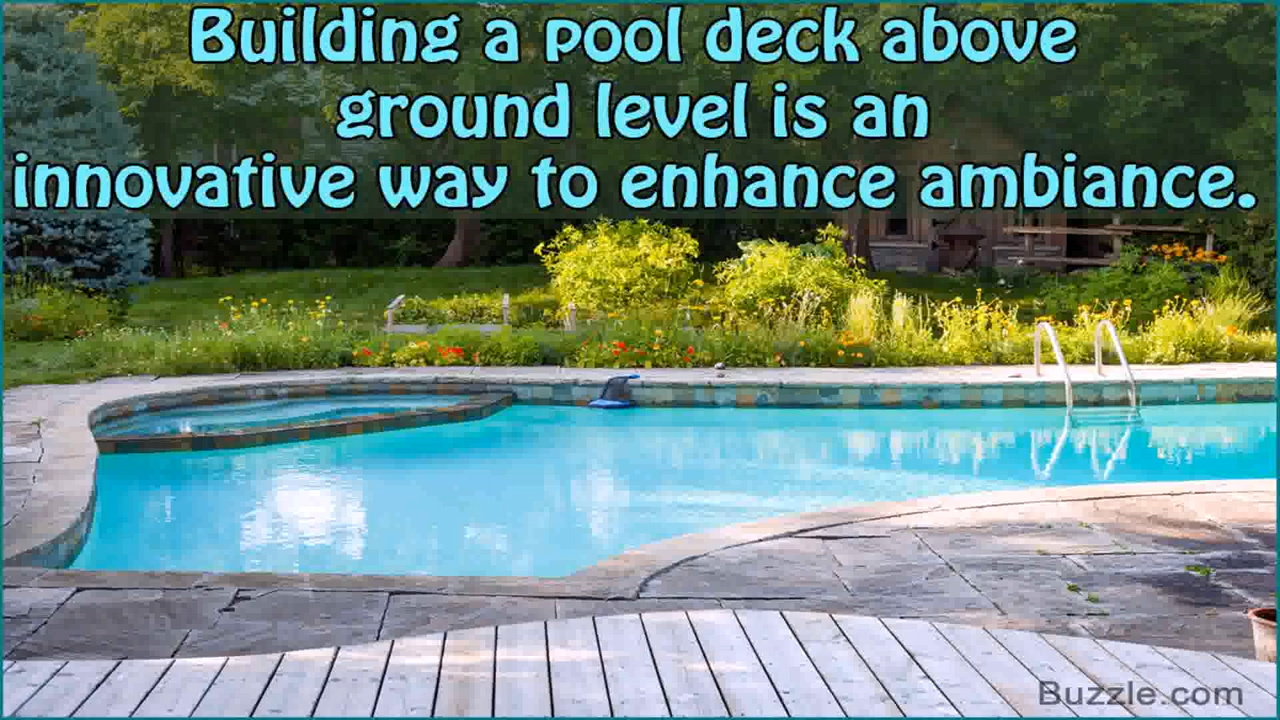 Building a pool deck above
ground level is an
innovative way to enhance ambiance.
Buzzle.com